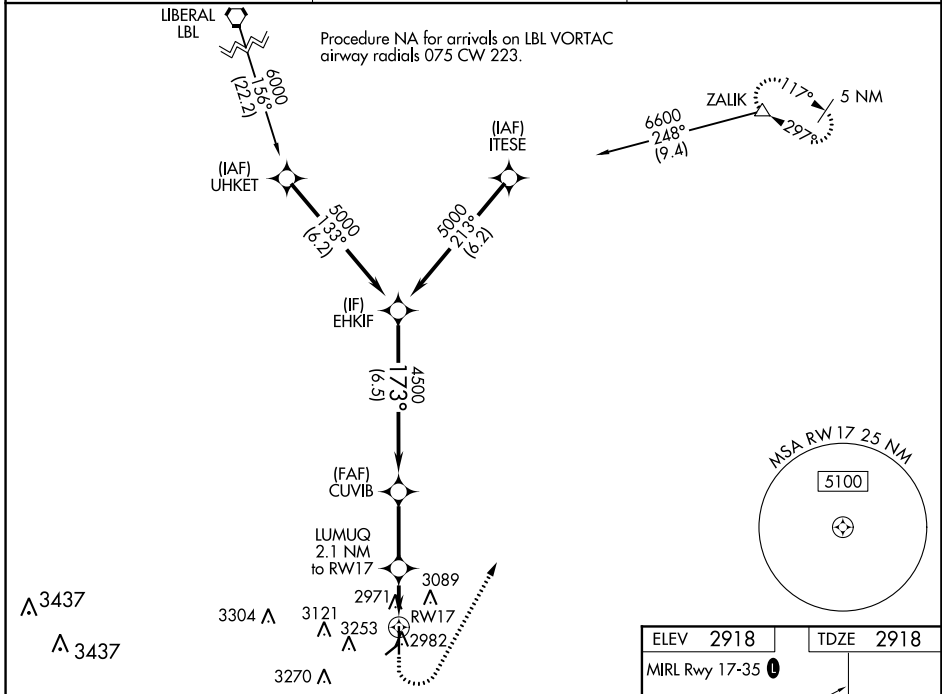 LIBERAL
LBL
Procedure NA for arrivals on LBL VORTAC
airway radials 075 CW 223.
6000
156°
(22.2)
ZALIK
117°
5 NM
297°
6600
248°
(9.4)
(IAF)
ITESE
(IAF)
UHKET
5000
133°
(6.2)
5000
213°
(6.2)
(IF)
EHKIF
4500
173°
(6.5)
MSA RW 17 25 NM
5100
(FAF)
CUVIB
LUMUQ
2.1 NM
to RW17
3089
2971
3437
3304
3121
RW17
3253
2982
3437
3270
ELEV 2918
TDZE 2918
MIRL Rwy 17-35 L